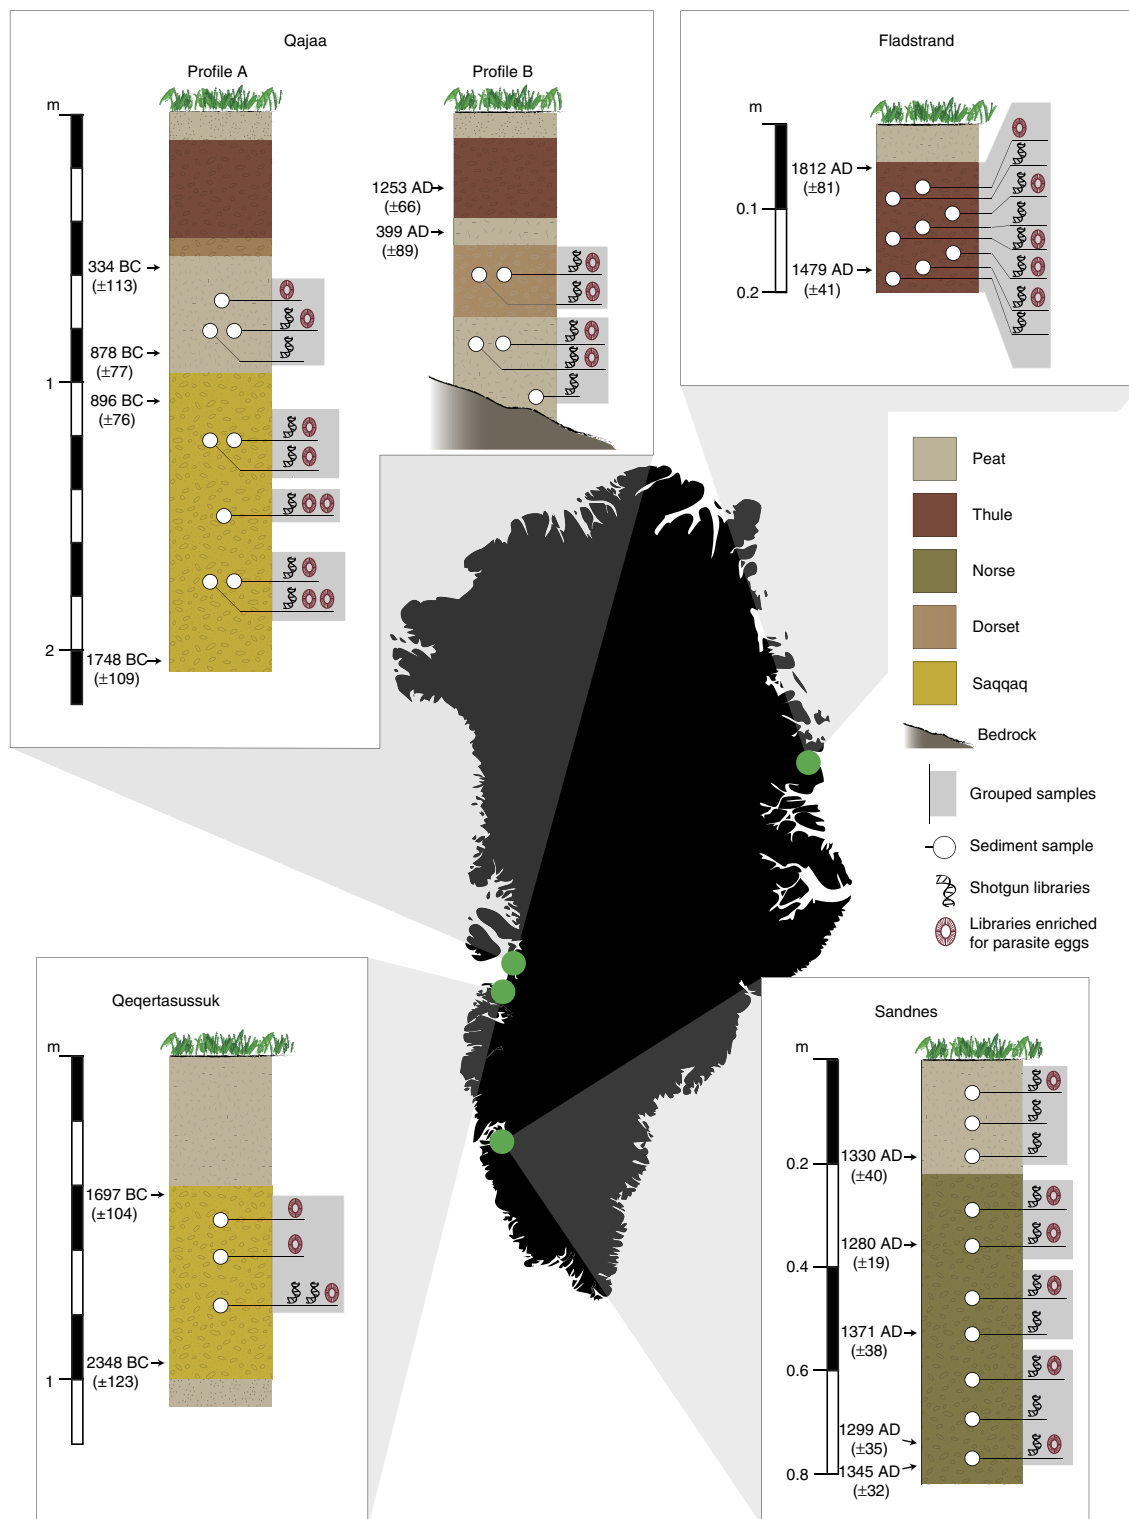 Qajaa
Profile A
Profile B
m
1
2
334 BC
(±113)
878 BC
(±77)
896 BC
(±76)
1748 BC
(±109)
1253 AD
(±66)
399 AD
(±89)
Fladstrand
m
0.1
0.2
1812 AD
(±81)
1479 AD
(±41)
Peat
Thule
Norse
Dorset
Saqqaq
Bedrock
Grouped samples
Sediment sample
Shotgun libraries
Libraries enriched
for parasite eggs
Qeqertasussuk
m
1
1697 BC
(±104)
2348 BC
(±123)
Sandnes
m
0.2
0.4
0.6
0.8
1330 AD
(±40)
1280 AD
(±19)
1371 AD
(±38)
1299 AD
(±35)
1345 AD
(±32)